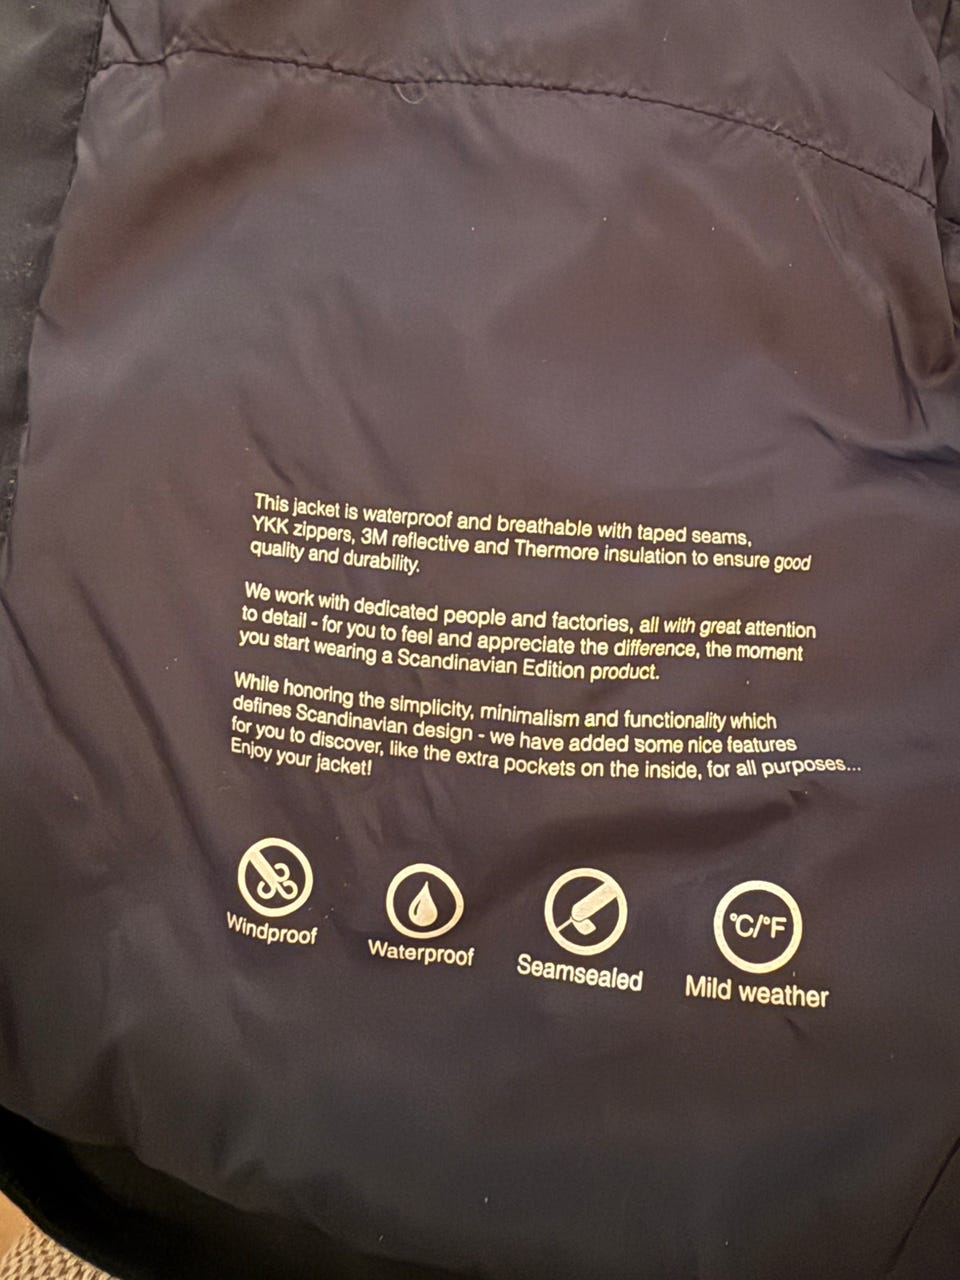 This jacket is waterproof and breathable with taped seams,
YKK zippers, 3M reflective and Thermore insulation to ensure good
quality and durability.
We work with dedicated people and factories, all with great attention
to detail - for you to feel and appreciate the difference, the moment
you start wearing a Scandinavian Edition product.
While honoring the simplicity, minimalism and functionality which
defines Scandinavian design - we have added some nice features
for you to discover, like the extra pockets on the inside, for all purposes...
Enjoy your jacket!
°C/°F
Windproof
Waterproof
Seamsealed
Mild weather